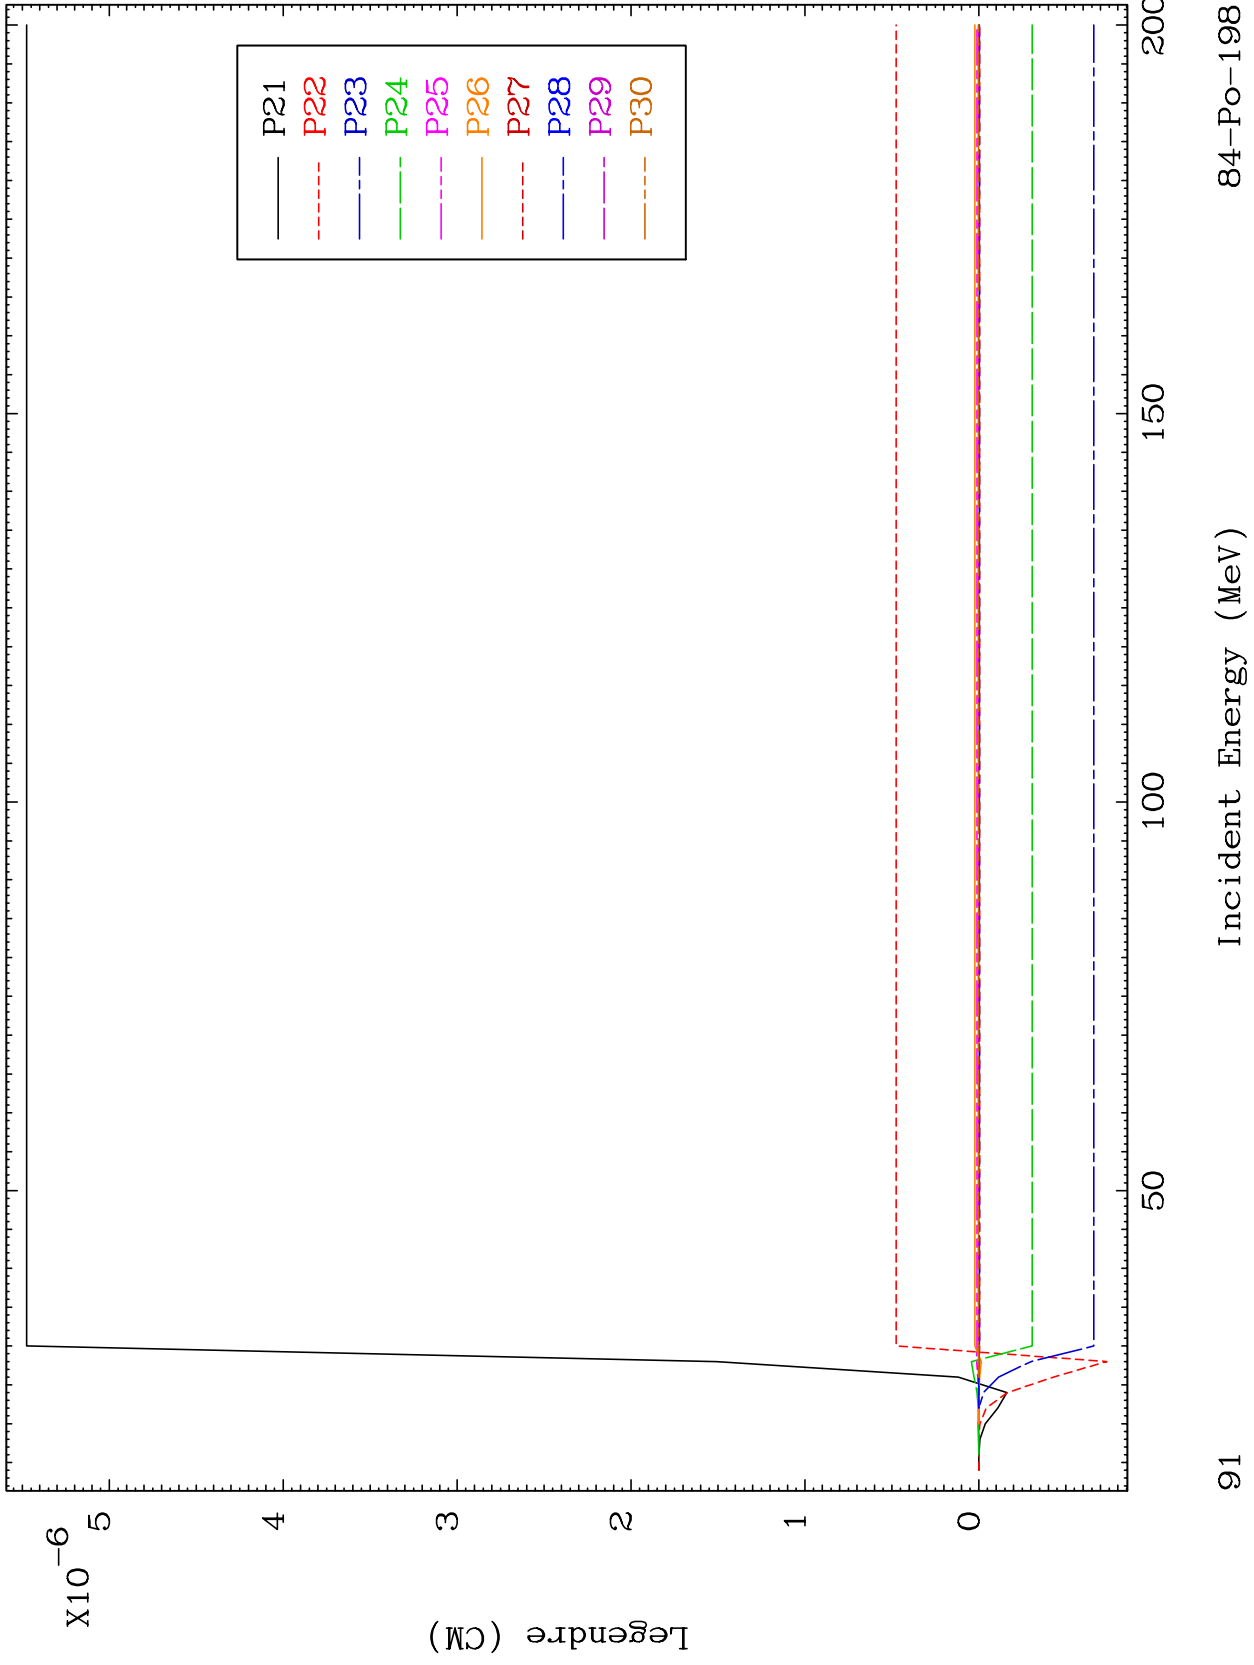 X10-6
5
4
3
2
1
0
Legendre (CM)
P21
P22
P23
P24
P25
P26
P27
P28
P29
P30
50
100
150
200
Incident Energy (MeV)
91
84-Po-198